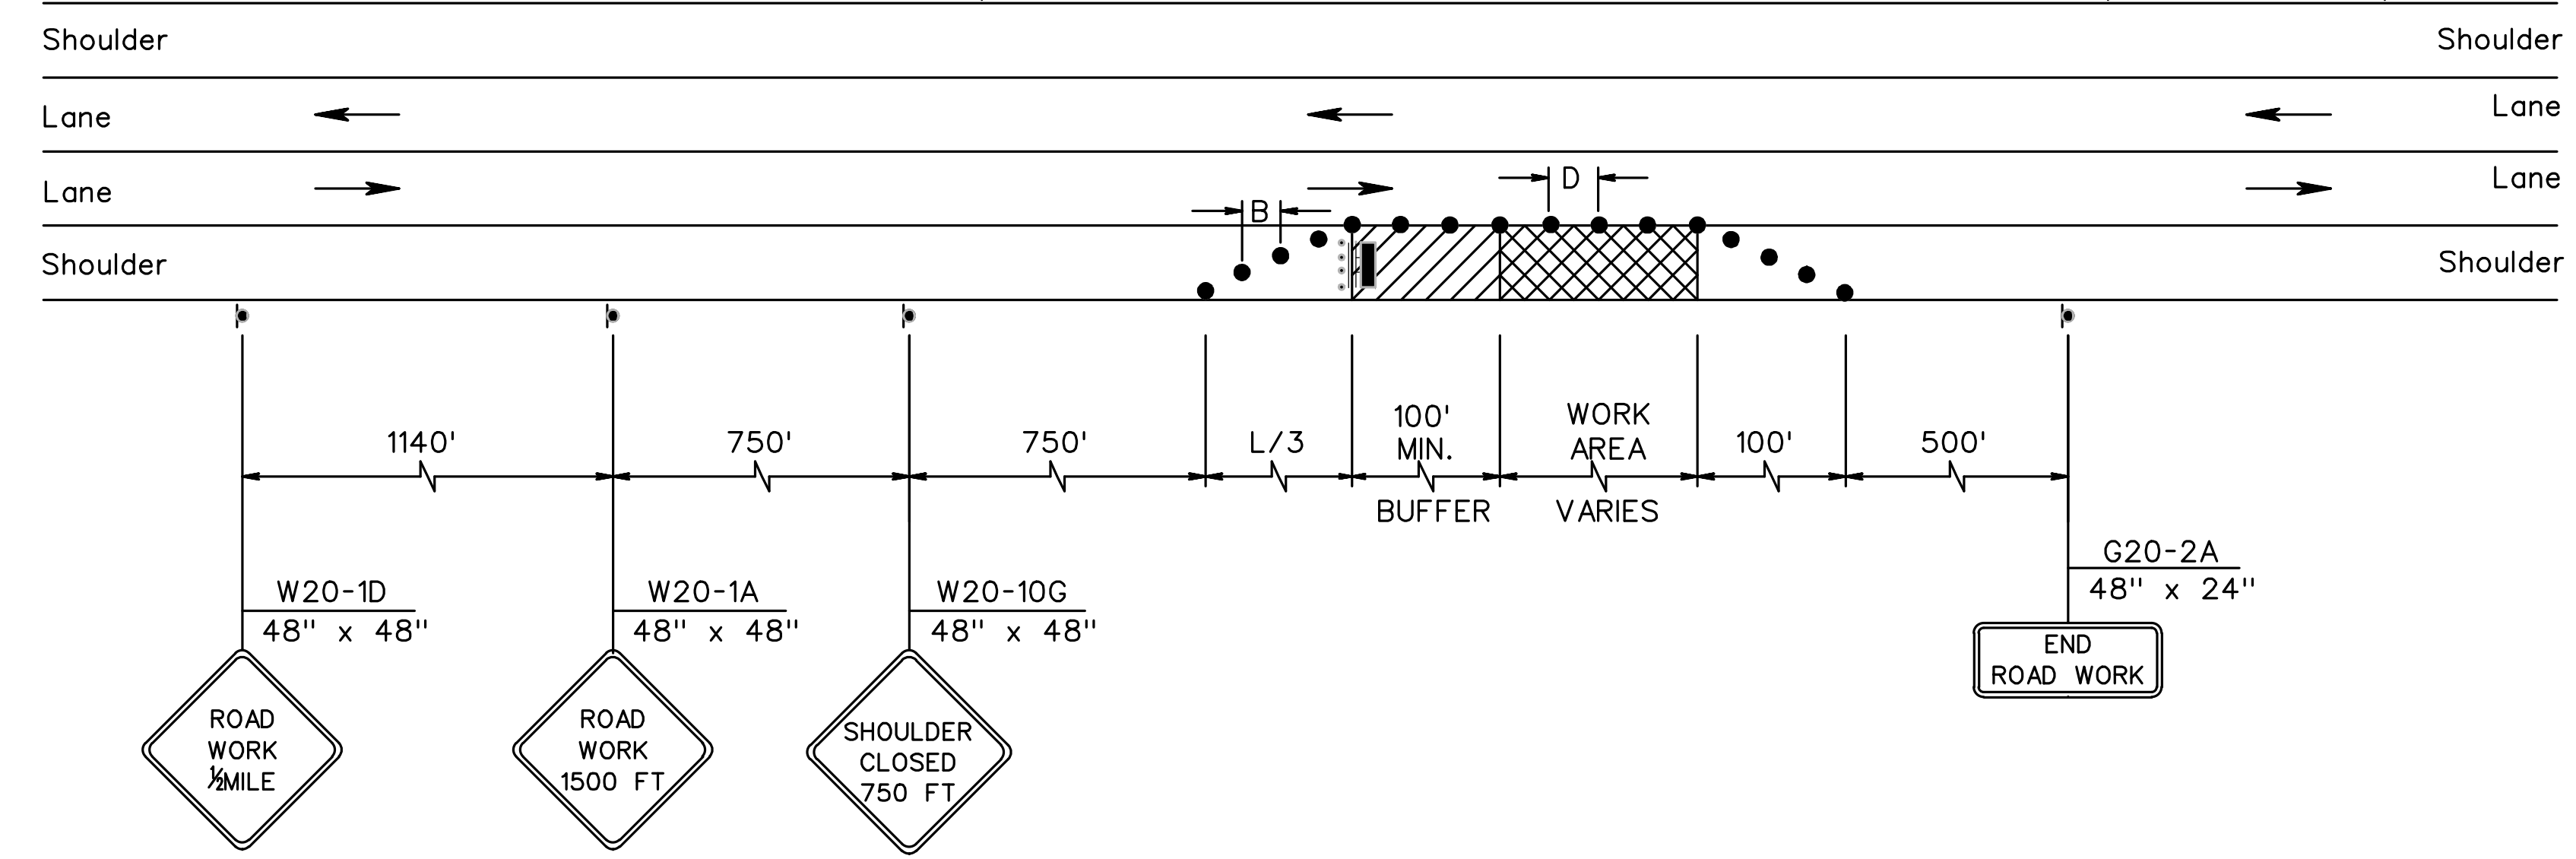 Shoulder
Shoulder
Lane
Lane
Lane
Lane
D
B
Shoulder
Shoulder
1140'
750'
750'
L/3
100'
MIN.
BUFFER
WORK
AREA
VARIES
100'
500'
W20-1D
48" x 48"
W20-1A
48" x 48"
W20-10G
48" x 48"
G20-2A
48" x 24"
ROAD
WORK
½MILE
ROAD
WORK
1500 FT
SHOULDER
CLOSED
750 FT
END
ROAD WORK